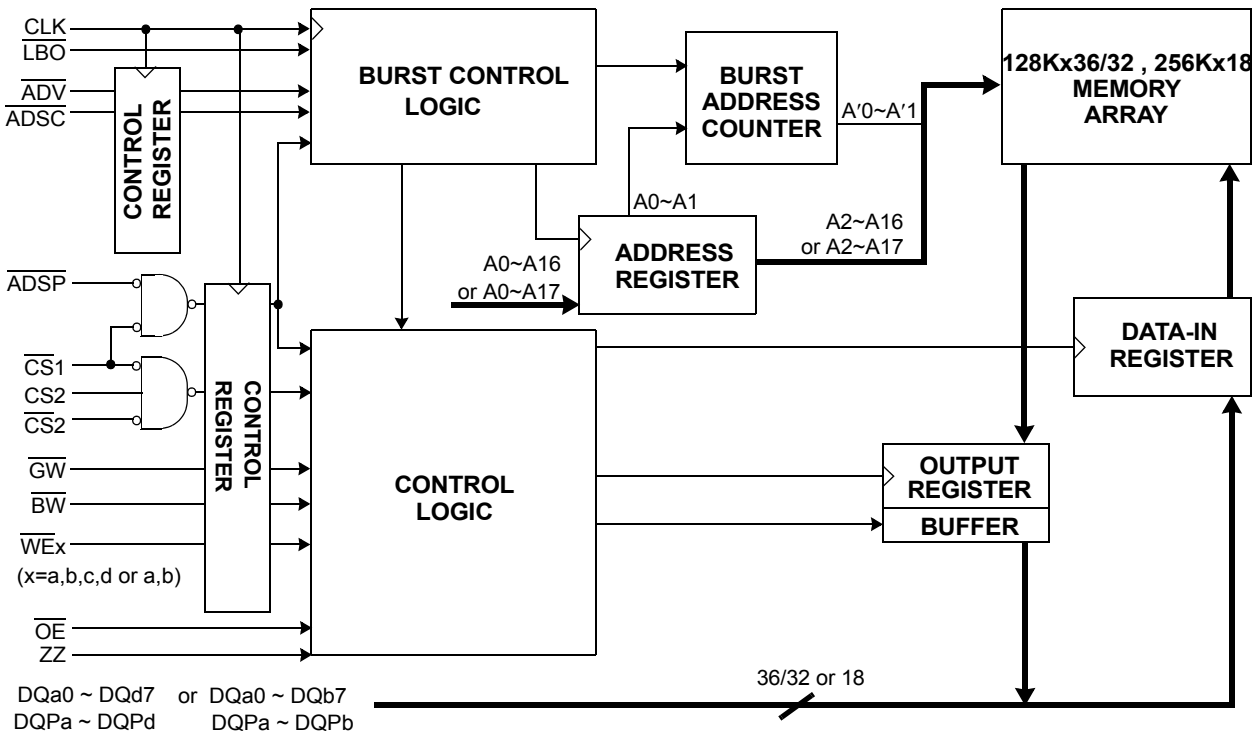 CLK
LBO
ADV
ADSC
CONTROL
REGISTER
BURST CONTROL
LOGIC
BURST
ADDRESS
COUNTER
A′0~A′1
128Kx36/32 , 256Kx18
MEMORY
ARRAY
A0~A1
ADDRESS
REGISTER
A2~A16
or A2~A17
A0~A16
or A0~A17
ADSP
CS1
CS2
CS2
GW
BW
WEx
(x=a,b,c,d or a,b)
OE
ZZ
CONTROL
REGISTER
CONTROL
LOGIC
DATA-IN
REGISTER
OUTPUT
REGISTER
BUFFER
36/32 or 18
DQa0 ~ DQd7 or DQa0 ~ DQb7
DQPa ~ DQPd DQPa ~ DQPb